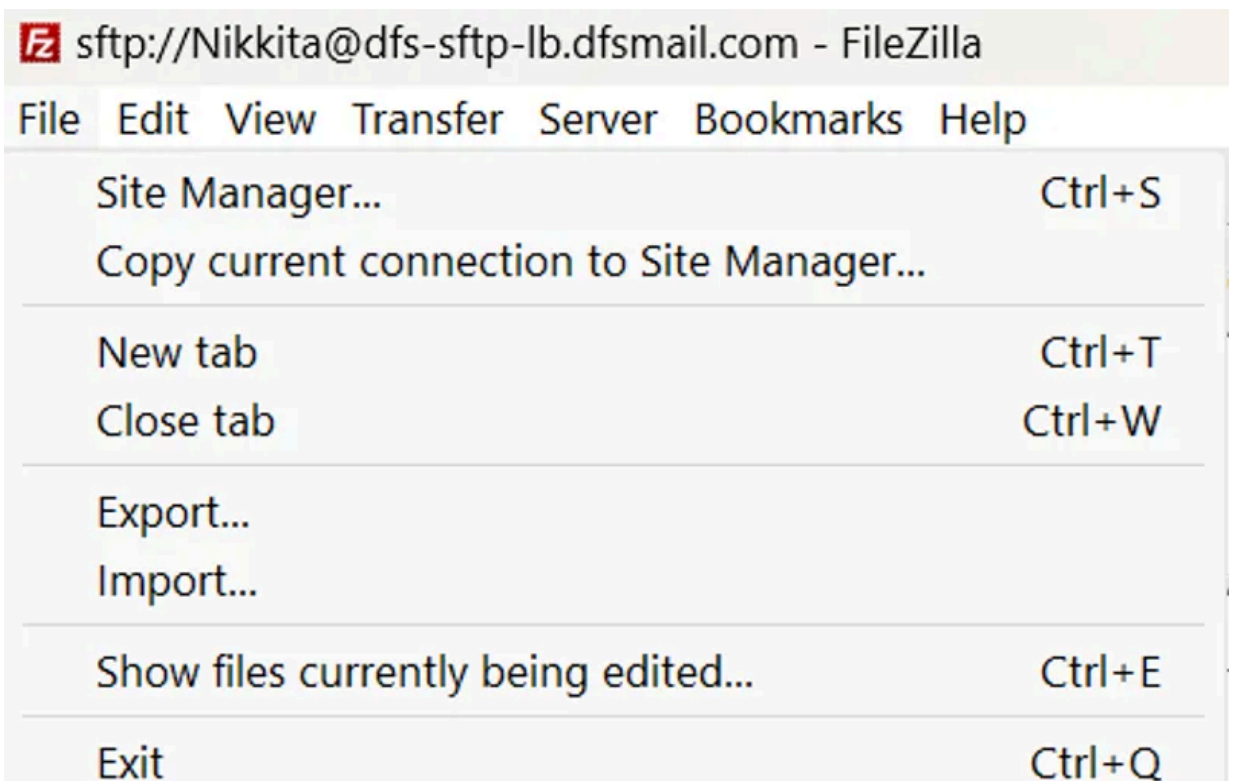 sftp://Nikkita@dfs-sftp-lb.dfsmail.com - FileZilla
File Edit View Transfer Server Bookmarks Help
Site Manager... Ctrl+S
Copy current connection to Site Manager...
New tab Ctrl+T
Close tab Ctrl+W
Export...
Import...
Show files currently being edited... Ctrl+E
Exit Ctrl+Q